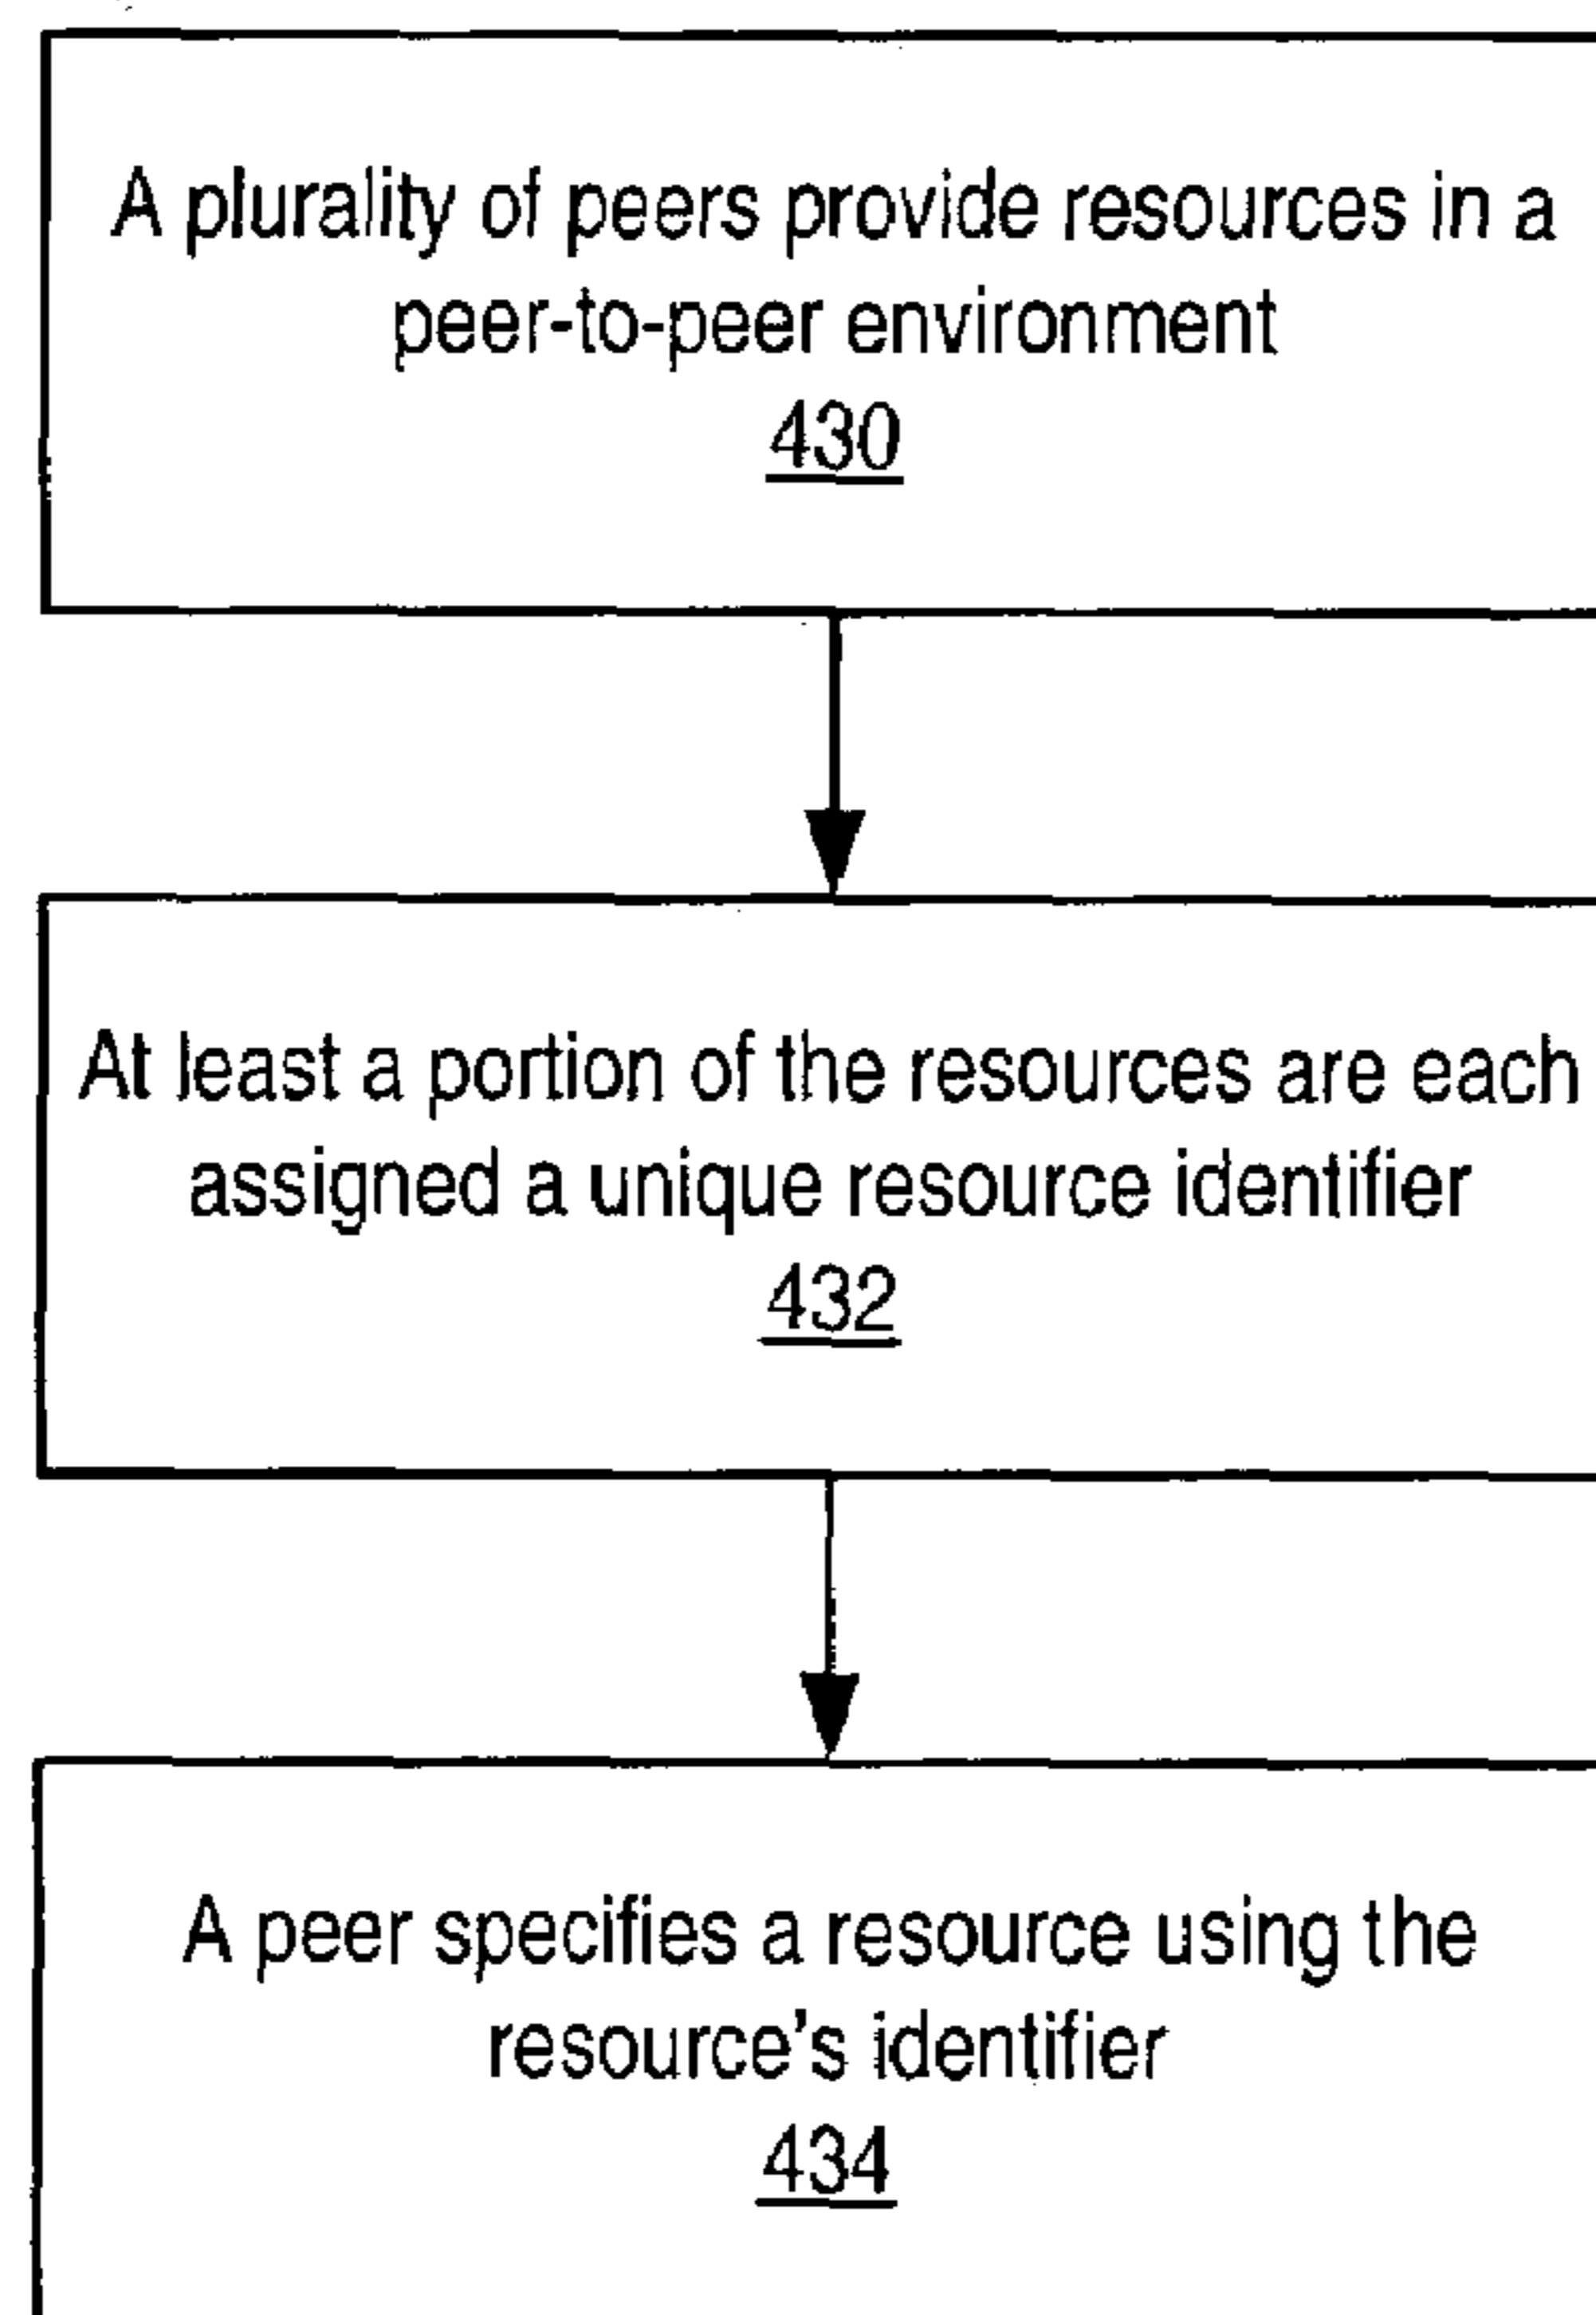 A plurality of peers provide resources in a
peer-to-peer environment
430
At least a portion of the resources are each
assigned a unique resource identifier
432
A peer specifies a resource using the
resource's identifier
434